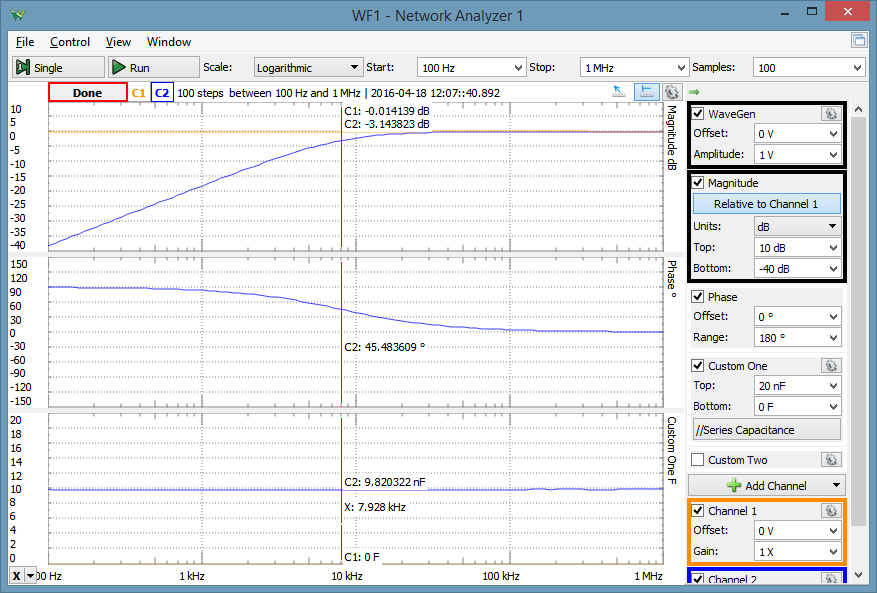 WF1 - Network Analyzer 1
File Control View Window
Single Run Scale: Logarithmic Start: 100 Hz Stop: 1 MHz Samples: 100
Done C1 C2 100 steps between 100 Hz and 1 MHz | 2016-04-18 12:07::40.892
10
5
0
-5
-10
-15
-20
-25
-30
-35
-40
C1: -0.014139 dB
C2: -3.143823 dB
Magnitude dB
150
120
90
60
30
0
-30
-60
-90
-120
-150
C2: 45.483609 °
Phase °
20
18
16
14
12
10
8
6
4
2
0
C2: 9.820322 nF
X: 7.928 kHz
C1: 0 F
Custom One F
X 00 Hz 1 kHz 10 kHz 100 kHz 1 MHz
WaveGen
Offset: 0 V
Amplitude: 1 V
Magnitude
Relative to Channel 1
Units: dB
Top: 10 dB
Bottom: -40 dB
Phase
Offset: 0 °
Range: 180 °
Custom One
Top: 20 nF
Bottom: 0 F
//Series Capacitance
Custom Two
Add Channel
Channel 1
Offset: 0 V
Gain: 1 X
Channel 2